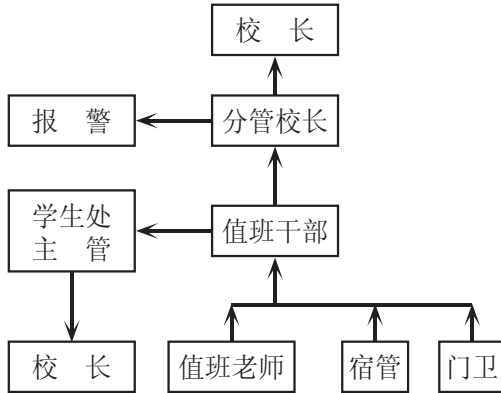 校 长
报 警
分管校长
学生处
主 管
值班干部
校 长
值班老师
宿管
门卫